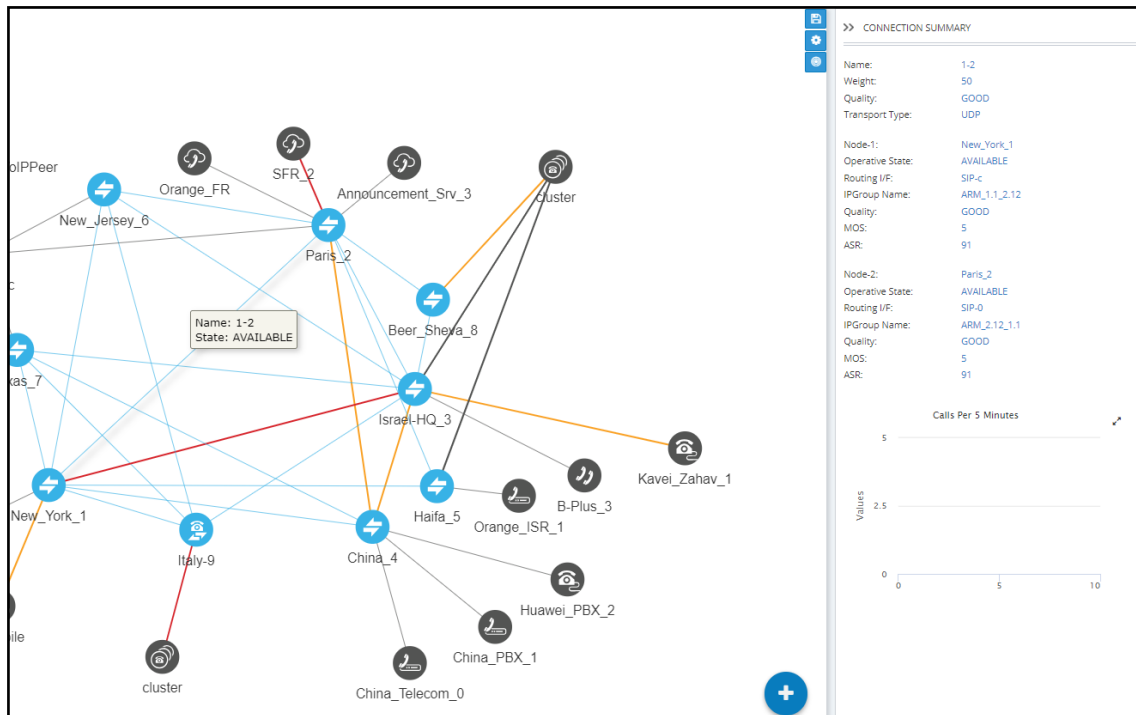 SFR_2
Orange_FR
Announcement_Srv_3
oIPPeer
New_Jersey_6
cluster
Paris_2
c
Name: 1-2
State: AVAILABLE
Beer_Sheva_8
xas_7
Israel-HQ_3
Kavei_Zahav_1
B-Plus_3
New_York_1
Haifa_5
Orange_ISR_1
Italy-9
China_4
Huawei_PBX_2
ile
China_PBX_1
cluster
China_Telecom_0
+
CONNECTION SUMMARY
Name: 1-2
Weight: 50
Quality: GOOD
Transport Type: UDP
Node-1: New_York_1
Operative State: AVAILABLE
Routing I/F: SIP-c
IPGroup Name: ARM_1.1_2.12
Quality: GOOD
MOS: 5
ASR: 91
Node-2: Paris_2
Operative State: AVAILABLE
Routing I/F: SIP-0
IPGroup Name: ARM_2.12_1.1
Quality: GOOD
MOS: 5
ASR: 91
Calls Per 5 Minutes
5
Values
2.5
0
0 5 10